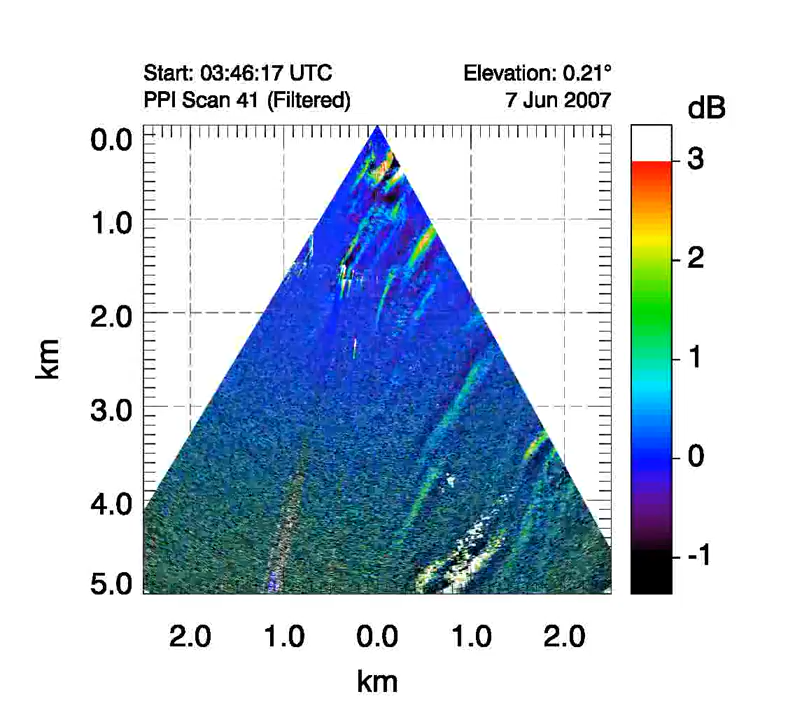 Start: 03:46:17 UTC
Elevation: 0.21°
PPI Scan 41 (Filtered)
7 Jun 2007
dB
0.0
1.0
2.0
3.0
4.0
5.0
km
2.0
1.0
0.0
1.0
2.0
km
3
2
1
0
-1